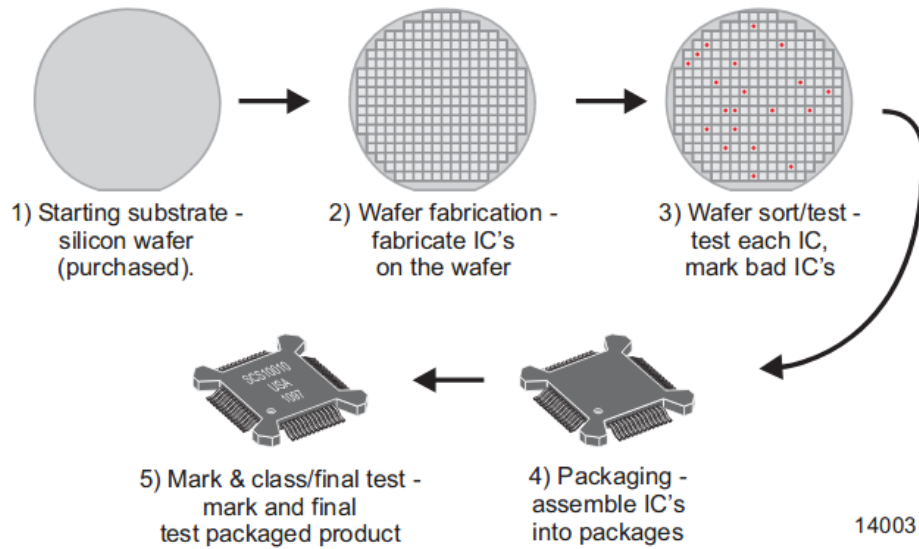 1) Starting substrate -
silicon wafer
(purchased).
2) Wafer fabrication -
fabricate IC's
on the wafer
3) Wafer sort/test -
test each IC,
mark bad IC's
SCS10010
USA
1087
5) Mark & class/final test -
mark and final
test packaged product
4) Packaging -
assemble IC's
into packages
14003